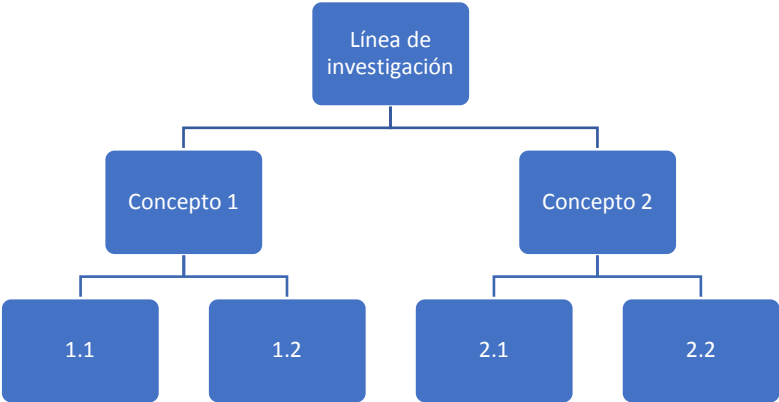 Línea de
investigación
Concepto 1
Concepto 2
1.1
1.2
2.1
2.2